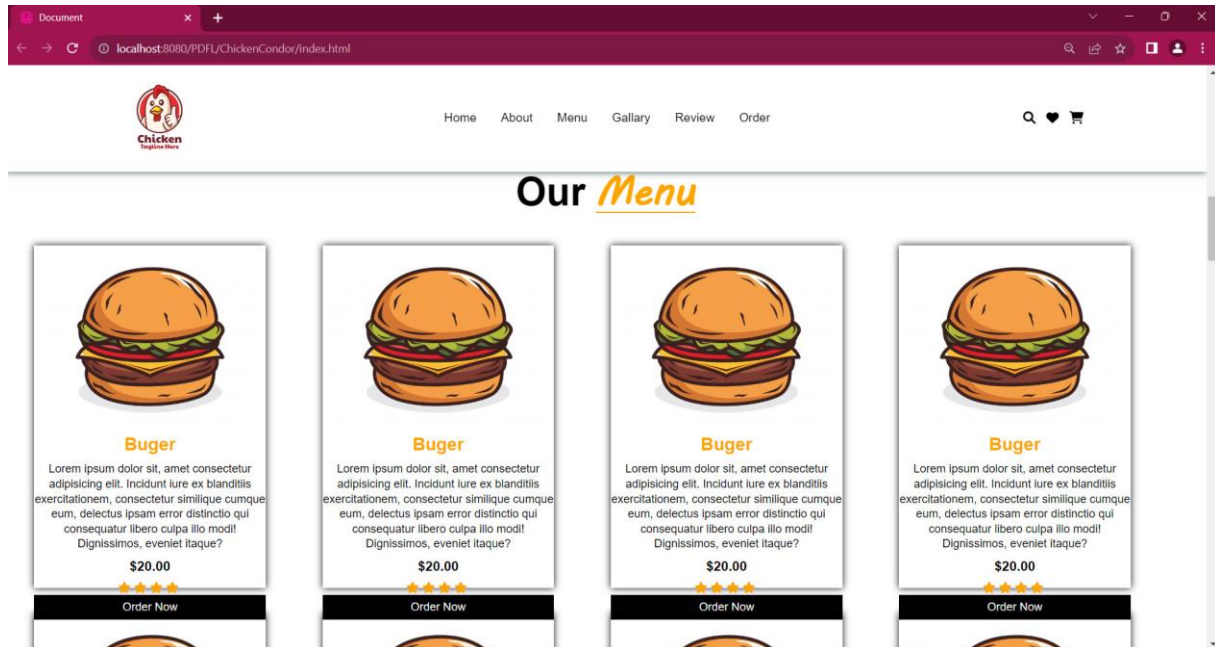 Document
localhost:8080/PDFL/ChickenCondor/index.html
Chicken
Tagline Here
Home About Menu Gallary Review Order
Our Menu
Buger
Lorem ipsum dolor sit, amet consectetur
adipisicing elit. Incidunt iure ex blanditiis
exercitationem, consectetur similique cumque
eum, delectus ipsam error distinctio qui
consequatur libero culpa illo modi!
Dignissimos, eveniet itaque?
$20.00
Order Now
Buger
Lorem ipsum dolor sit, amet consectetur
adipisicing elit. Incidunt iure ex blanditiis
exercitationem, consectetur similique cumque
eum, delectus ipsam error distinctio qui
consequatur libero culpa illo modi!
Dignissimos, eveniet itaque?
$20.00
Order Now
Buger
Lorem ipsum dolor sit, amet consectetur
adipisicing elit. Incidunt iure ex blanditiis
exercitationem, consectetur similique cumque
eum, delectus ipsam error distinctio qui
consequatur libero culpa illo modi!
Dignissimos, eveniet itaque?
$20.00
Order Now
Buger
Lorem ipsum dolor sit, amet consectetur
adipisicing elit. Incidunt iure ex blanditiis
exercitationem, consectetur similique cumque
eum, delectus ipsam error distinctio qui
consequatur libero culpa illo modi!
Dignissimos, eveniet itaque?
$20.00
Order Now